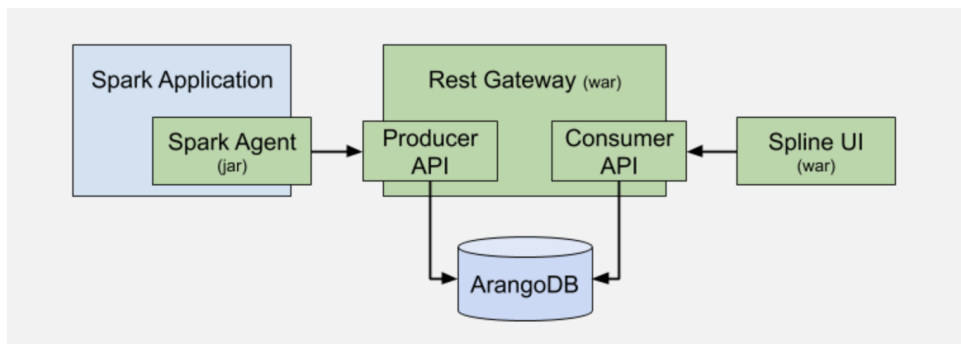 Spark Application
Spark Agent
(jar)
Rest Gateway (war)
Producer
API
Consumer
API
Spline UI
(war)
ArangoDB